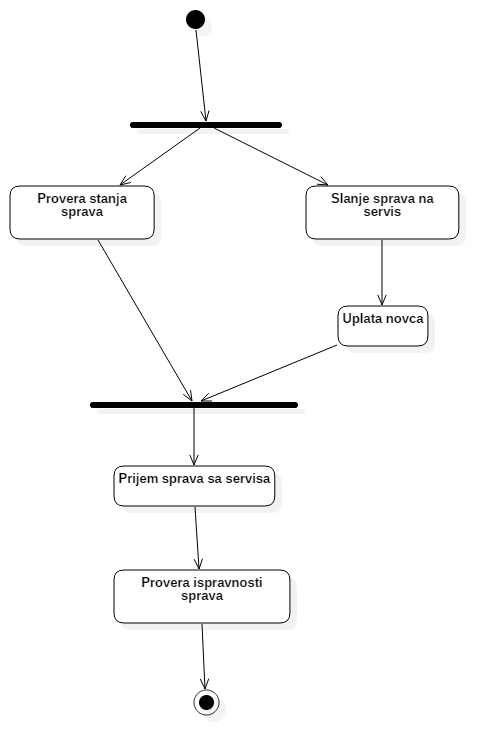 Provera stanja
sprava
Slanje sprava na
servis
Uplata novca
Prijem sprava sa servisa
Provera ispravnosti
sprava